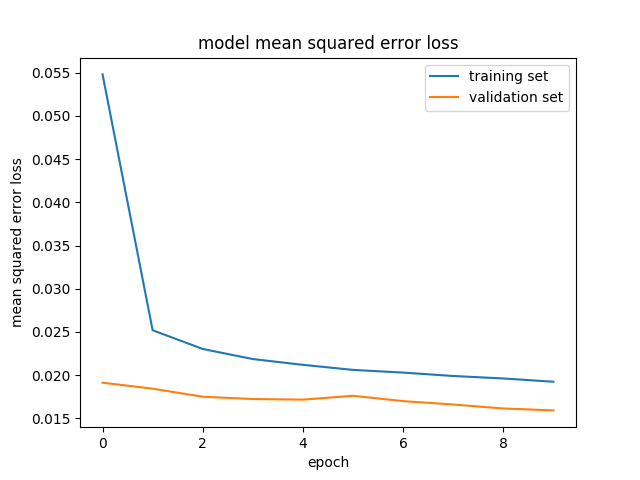 model mean squared error loss
training set
validation set
0.055
0.050
0.045
0.040
0.035
0.030
0.025
0.020
0.015
mean squared error loss
0 2 4 6 8
epoch